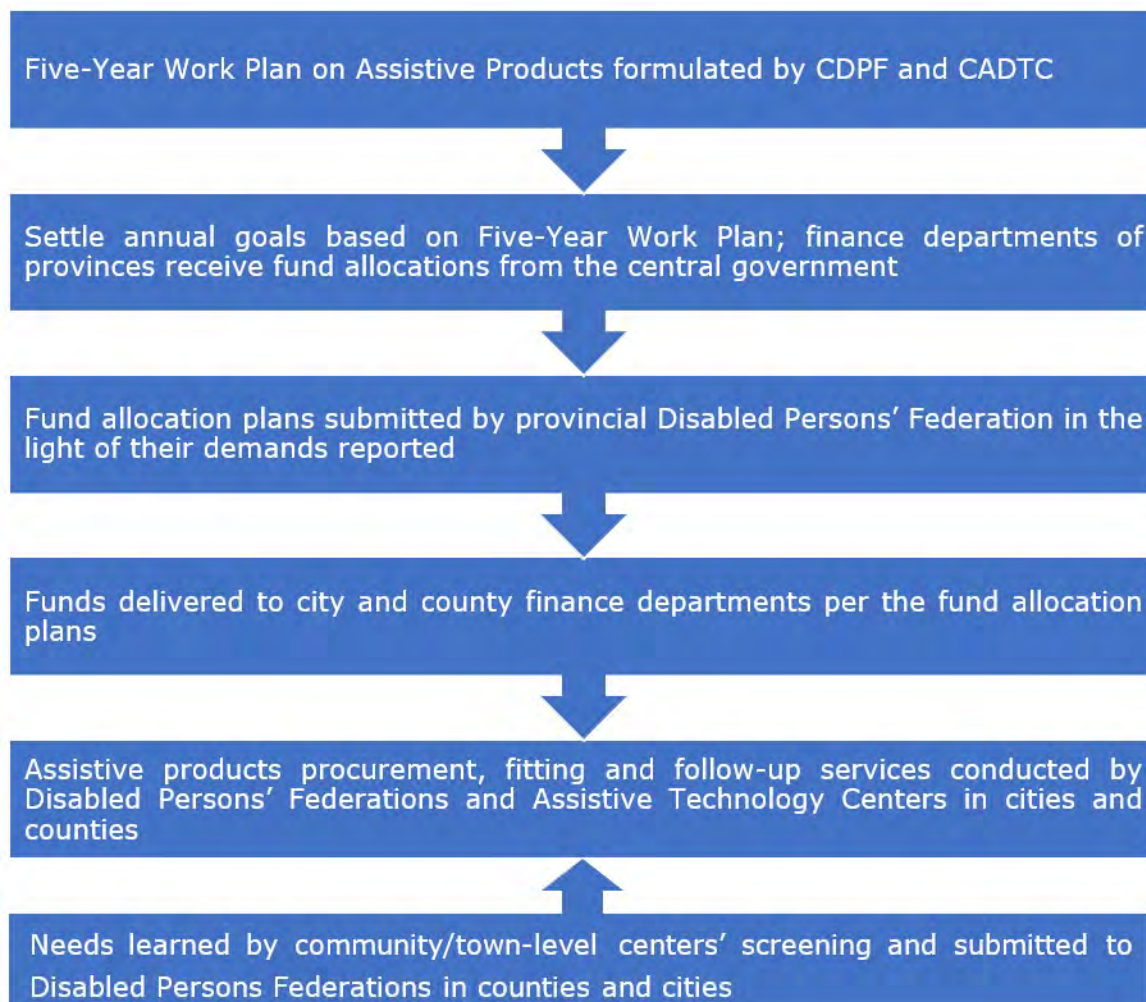 Five-Year Work Plan on Assistive Products formulated by CDPF and CADTC
Settle annual goals based on Five-Year Work Plan; finance departments of
provinces receive fund allocations from the central government
Fund allocation plans submitted by provincial Disabled Persons’ Federation in the
light of their demands reported
Funds delivered to city and county finance departments per the fund allocation
plans
Assistive products procurement, fitting and follow-up services conducted by
Disabled Persons’ Federations and Assistive Technology Centers in cities and
counties
Needs learned by community/town-level centers’ screening and submitted to
Disabled Persons Federations in counties and cities